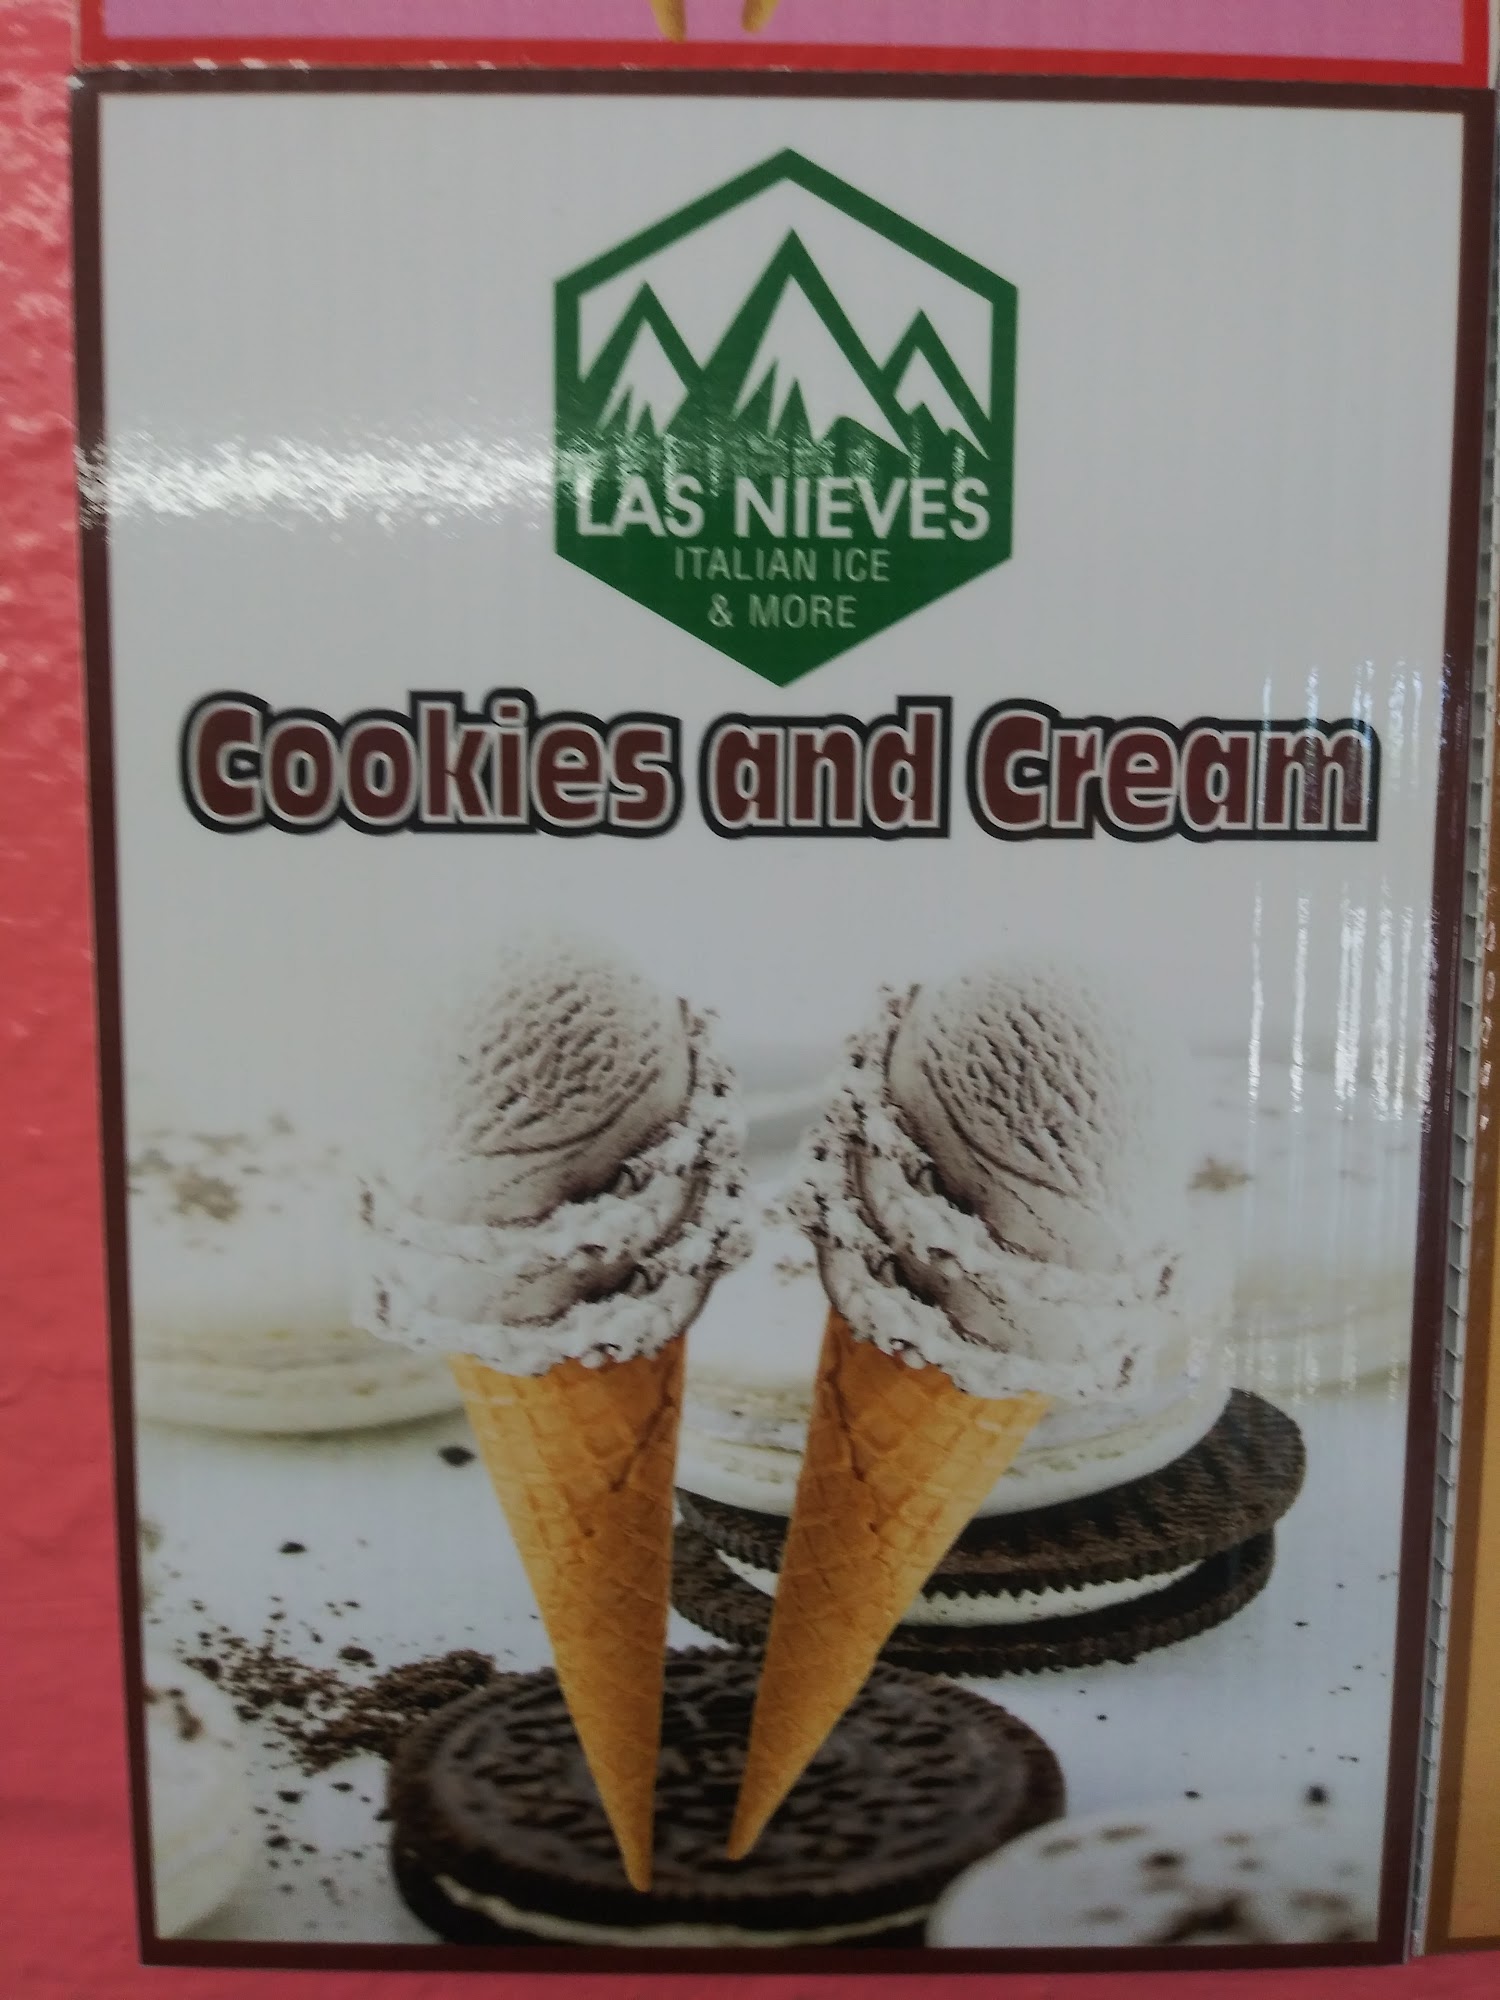 LAS NIEVES
ITALIAN ICE
& MORE
Cookies and Cream